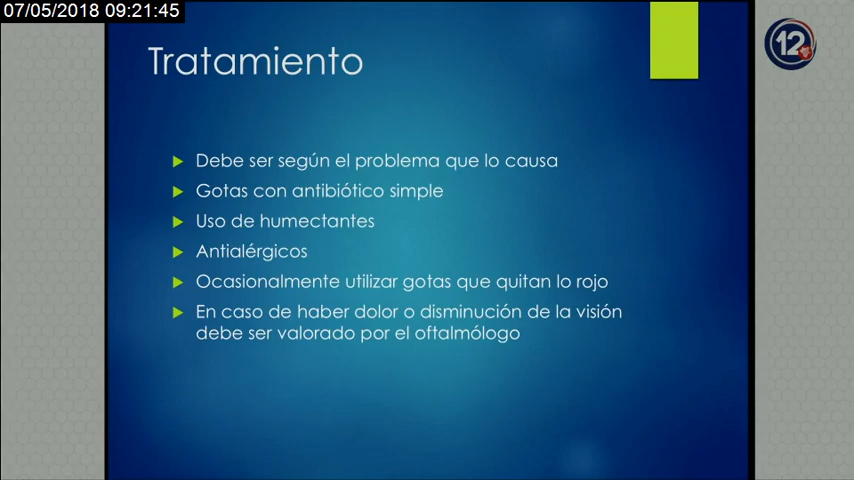 07/05/2018 09:21:45
12
Tratamiento
Debe ser según el problema que lo causa
Gotas con antibiótico simple
Uso de humectantes
Antialérgicos
Ocasionalmente utilizar gotas que quitan lo rojo
En caso de haber dolor o disminución de la visión
debe ser valorado por el oftalmólogo